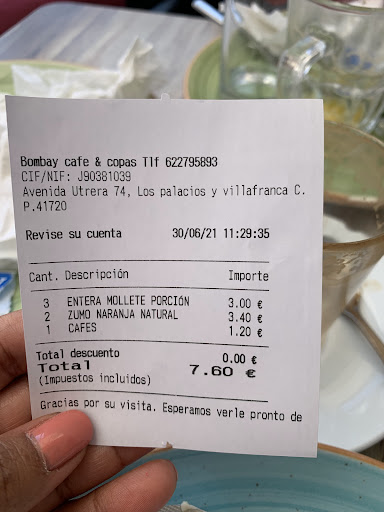 Bombay cafe & copas Tlf 622795893
CIF/NIF: J90381039
Avenida Utrera 74, Los palacios y villafranca C.
P.41720
Revise su cuenta 30/06/21 11:29:35
Cant. Descripción Importe
3 ENTERA MOLLETE PORCIÓN 3.00 €
2 ZUMO NARANJA NATURAL 3.40 €
1 CAFES 1.20 €
Total descuento 0.00 €
Total 7.60 €
(Impuestos incluidos)
Gracias por su visita. Esperamos verle pronto de